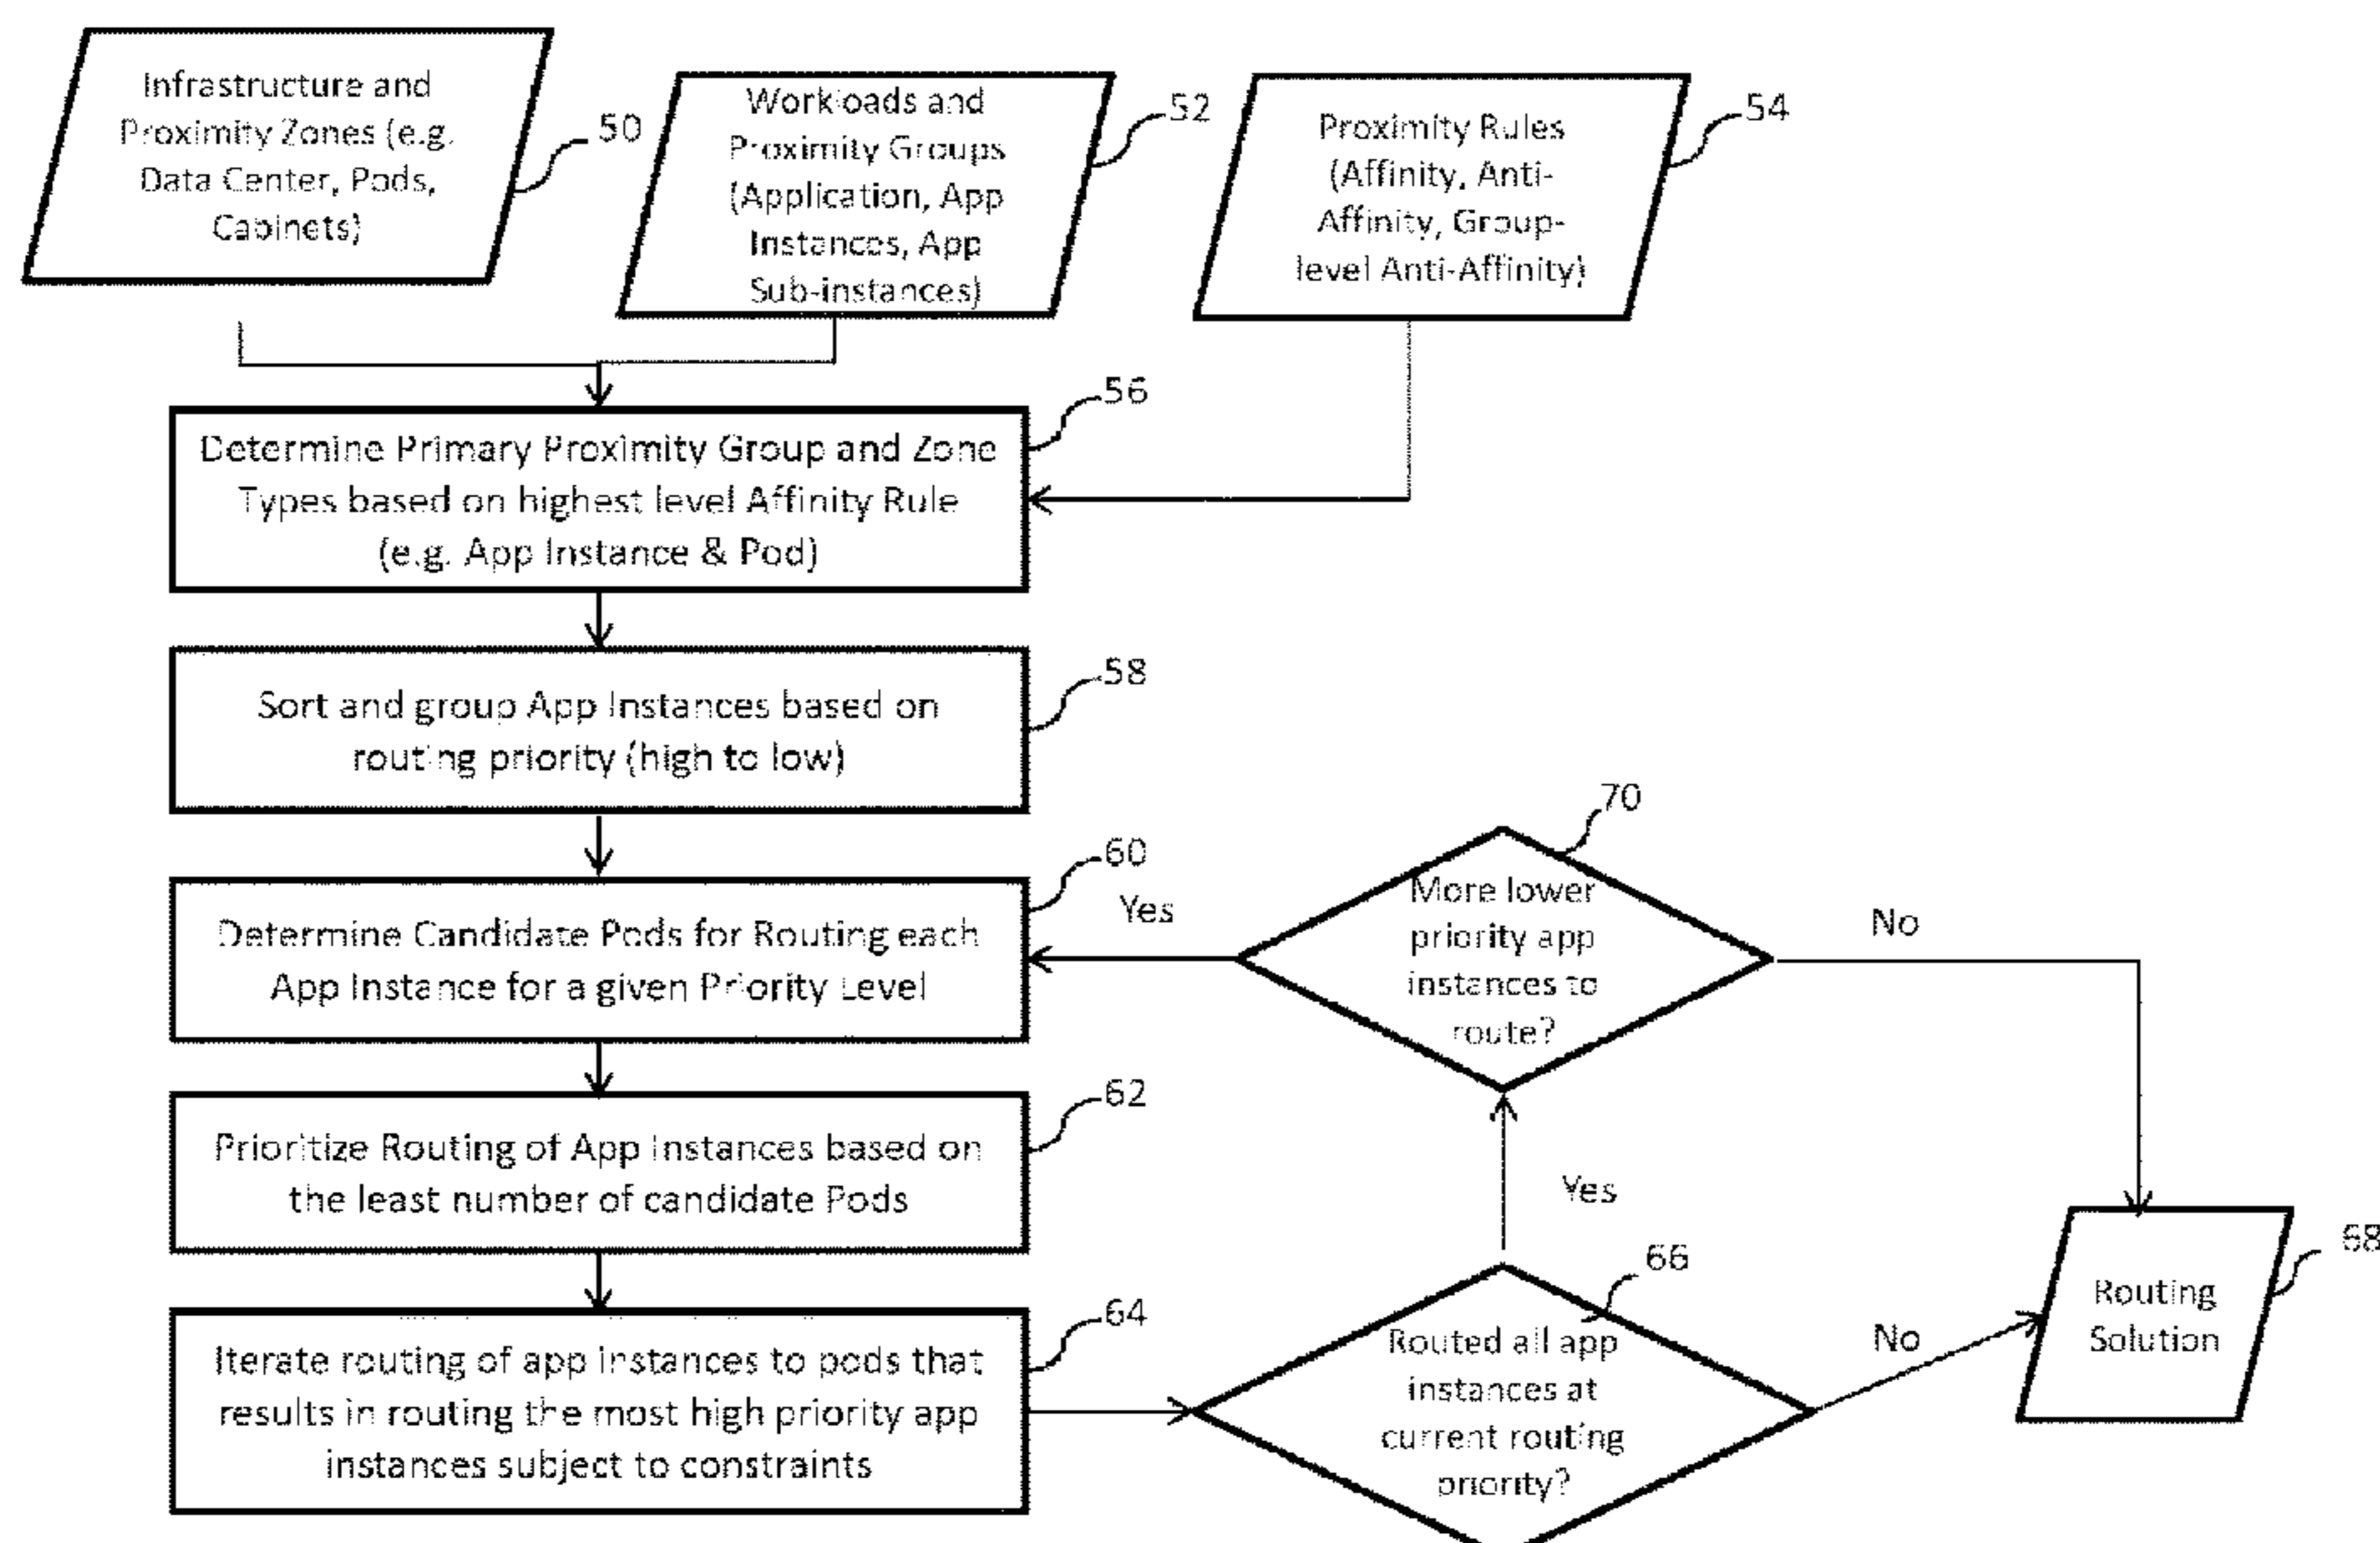 Infrastructure and
Proximity Zones (e.g.
Data Center, Pods,
Cabinets)
50
Workloads and
Proximity Groups
(Application, App
Instances, App
Sub-instances)
52
Proximity Rules
(Affinity, Anti-
Affinity, Group-
level Anti-Affinity)
54
Determine Primary Proximity Group and Zone
Types based on highest level Affinity Rule
(e.g. App Instance & Pod)
56
Sort and group App Instances based on
routing priority (high to low)
58
Determine Candidate Pods for Routing each
App Instance for a given Priority Level
60
Prioritize Routing of App Instances based on
the least number of candidate Pods
62
Iterate routing of app instances to pods that
results in routing the most high priority app
instances subject to constraints
64
Routed all app
instances at
current routing
priority?
66
Yes
No
More lower
priority app
instances to
route?
70
Yes
No
Routing
Solution
68